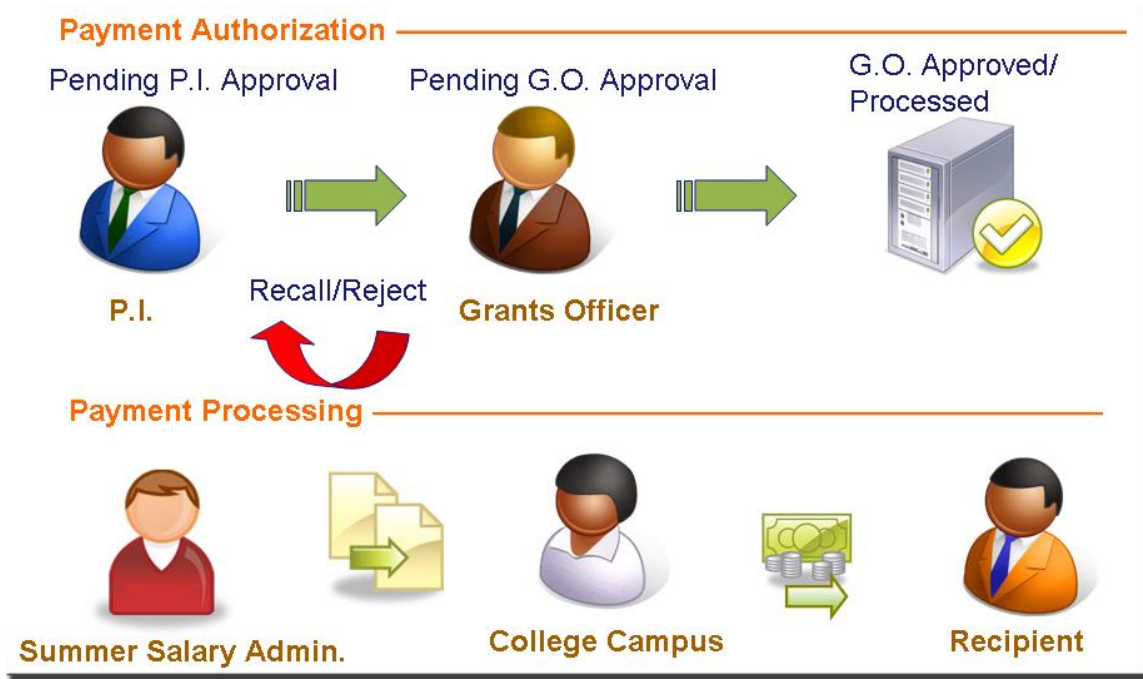 Payment Authorization
Pending P.I. Approval
Pending G.O. Approval
G.O. Approved/
Processed
P.I.
Recall/Reject
Grants Officer
Payment Processing
Summer Salary Admin.
College Campus
Recipient